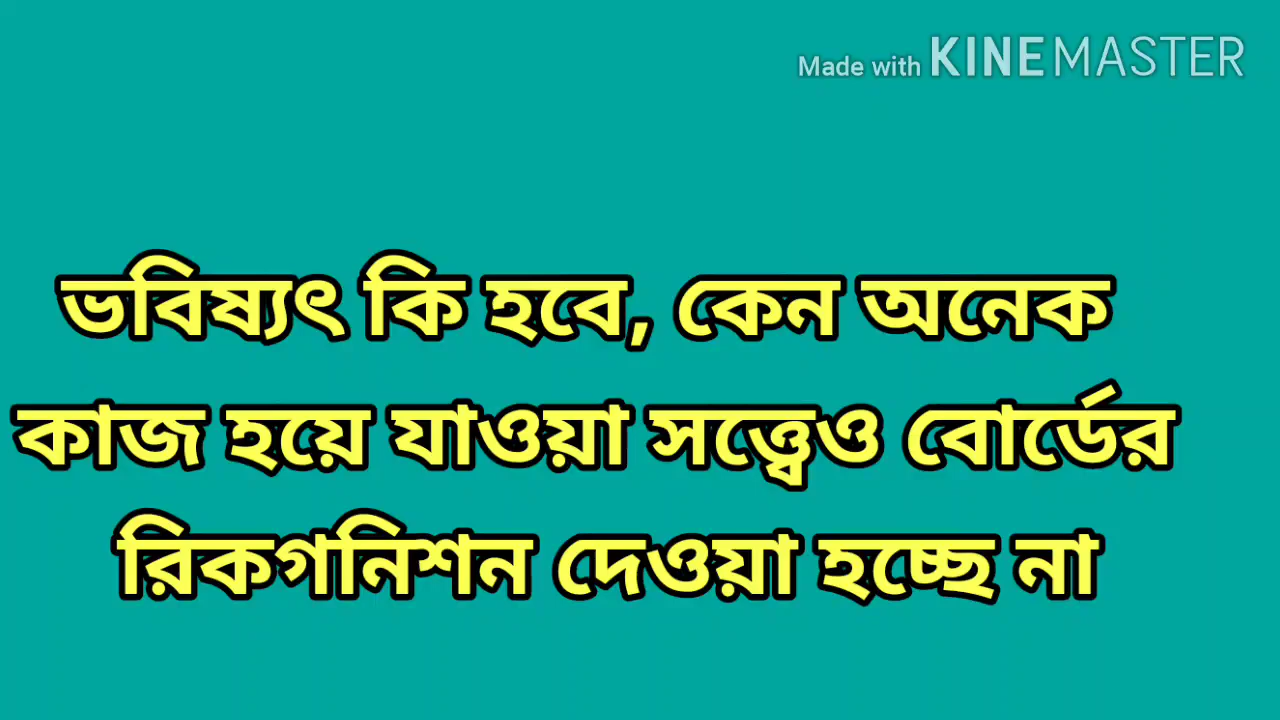 Made with KINEMASTER
ভবিষ্যৎ কি হবে, কেন অনেক
কাজ হয়ে যাওয়া সত্ত্বেও বোর্ডের
রিকগনিশন দেওয়া হচ্ছে না